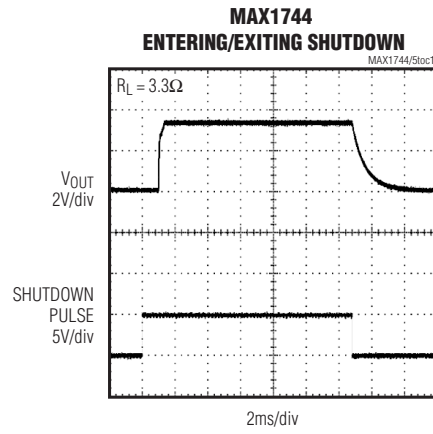 MAX1744
ENTERING/EXITING SHUTDOWN
MAX1744/5toc1
RL = 3.3Ω
VOUT
2V/div
SHUTDOWN
PULSE
5V/div
2ms/div